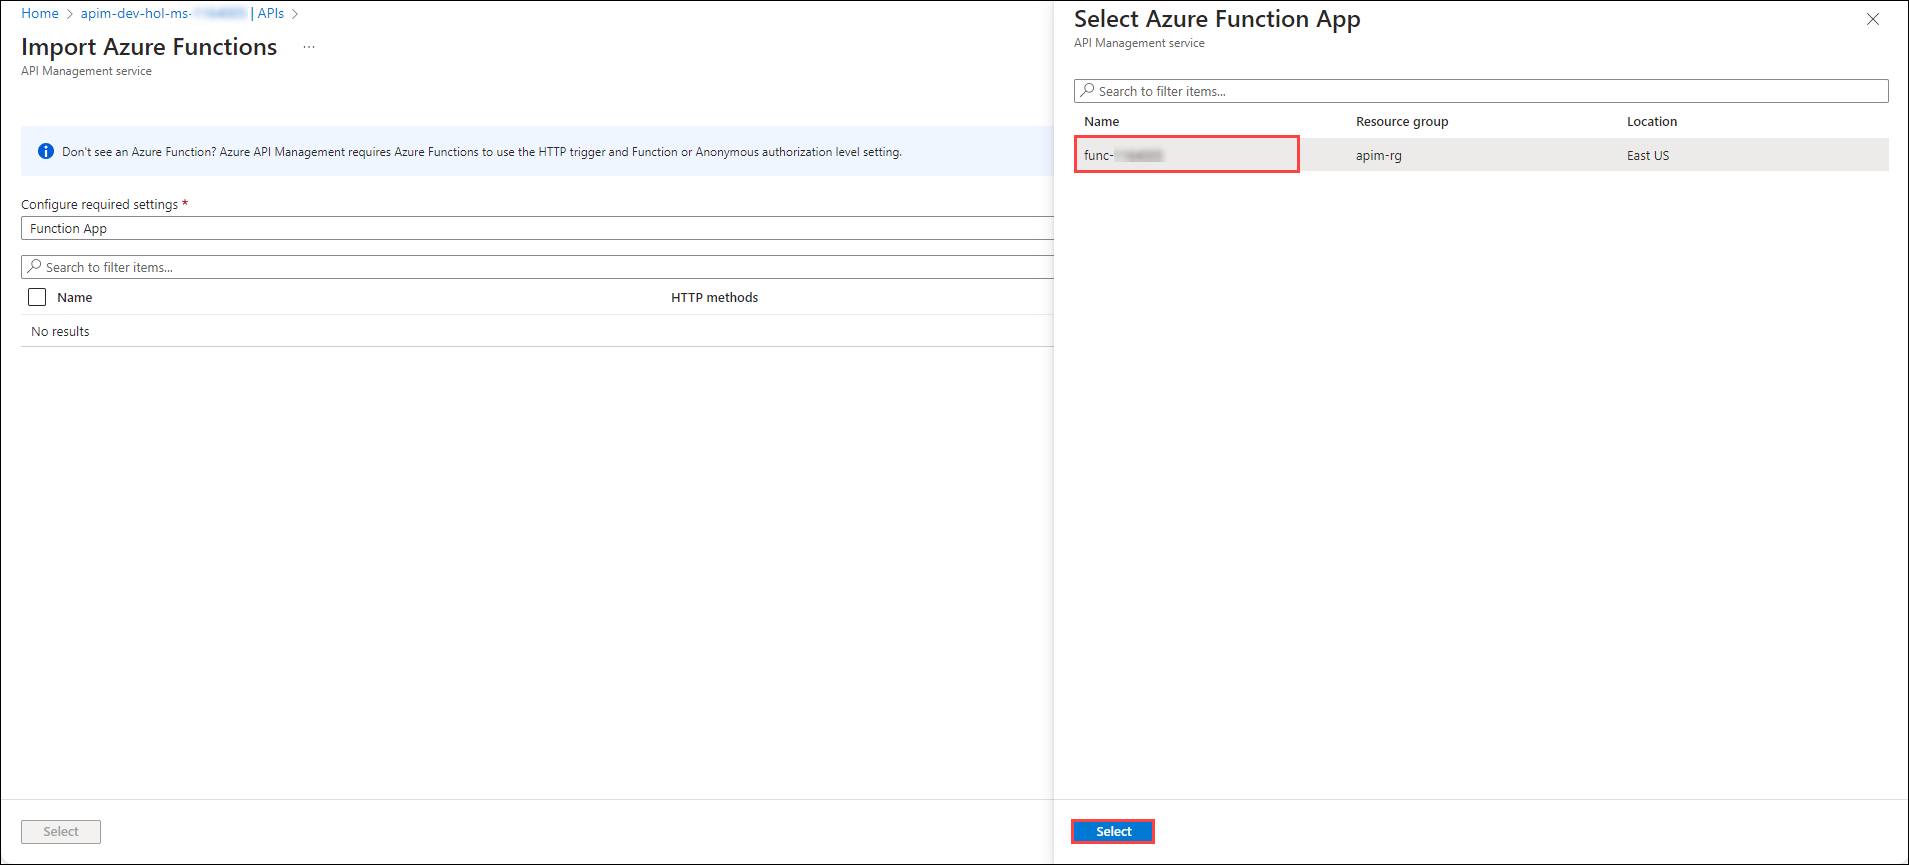 Home > apim-dev-hol-ms- | APIs >
Import Azure Functions ...
API Management service
Don't see an Azure Function? Azure API Management requires Azure Functions to use the HTTP trigger and Function or Anonymous authorization level setting.
Configure required settings *
Function App
Search to filter items...
Name HTTP methods
No results
Select
Select Azure Function App
API Management service
Search to filter items...
Name Resource group Location
func- apim-rg East US
Select